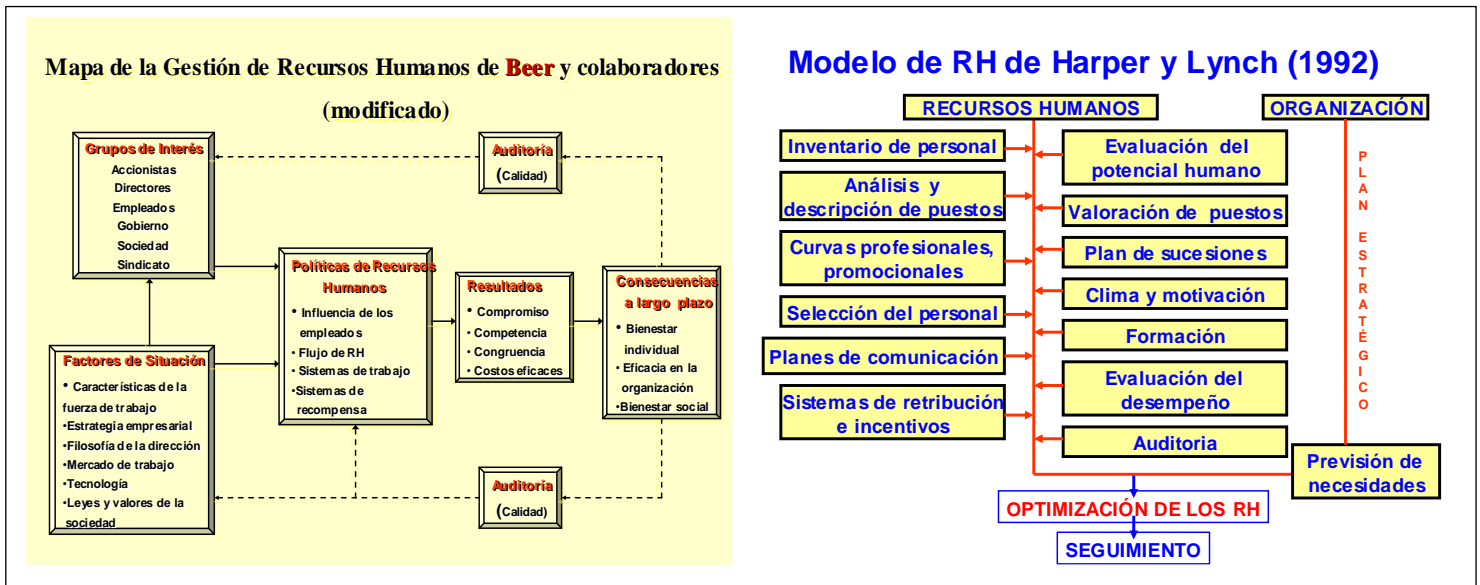 Mapa de la Gestión de Recursos Humanos de Beer y colaboradores
(modificado)
Grupos de Interés
Accionistas
Directores
Empleados
Gobierno
Sociedad
Sindicato
Auditoría
(Calidad)
Políticas de Recursos
Humanos
• Influencia de los
empleados
•Flujo de RH
•Sistemas de trabajo
•Sistemas de
recompensa
Resultados
• Compromiso
•Competencia
•Congruencia
•Costos eficaces
Consecuencias
a largo plazo
• Bienestar
individual
•Eficacia en la
organización
•Bienestar social
Factores de Situación
• Características de la
fuerza de trabajo
•Estrategia empresarial
•Filosofía de la dirección
•Mercado de trabajo
•Tecnología
•Leyes y valores de la
sociedad
Auditoría
(Calidad)
Modelo de RH de Harper y Lynch (1992)
RECURSOS HUMANOS
ORGANIZACIÓN
Inventario de personal
Análisis y
descripción de puestos
Curvas profesionales,
promocionales
Selección del personal
Planes de comunicación
Sistemas de retribución
e incentivos
Evaluación del
potencial humano
Valoración de puestos
Plan de sucesiones
Clima y motivación
Formación
Evaluación del
desempeño
Auditoria
PLAN ESTRATÉGICO
Previsión de
necesidades
OPTIMIZACIÓN DE LOS RH
SEGUIMIENTO